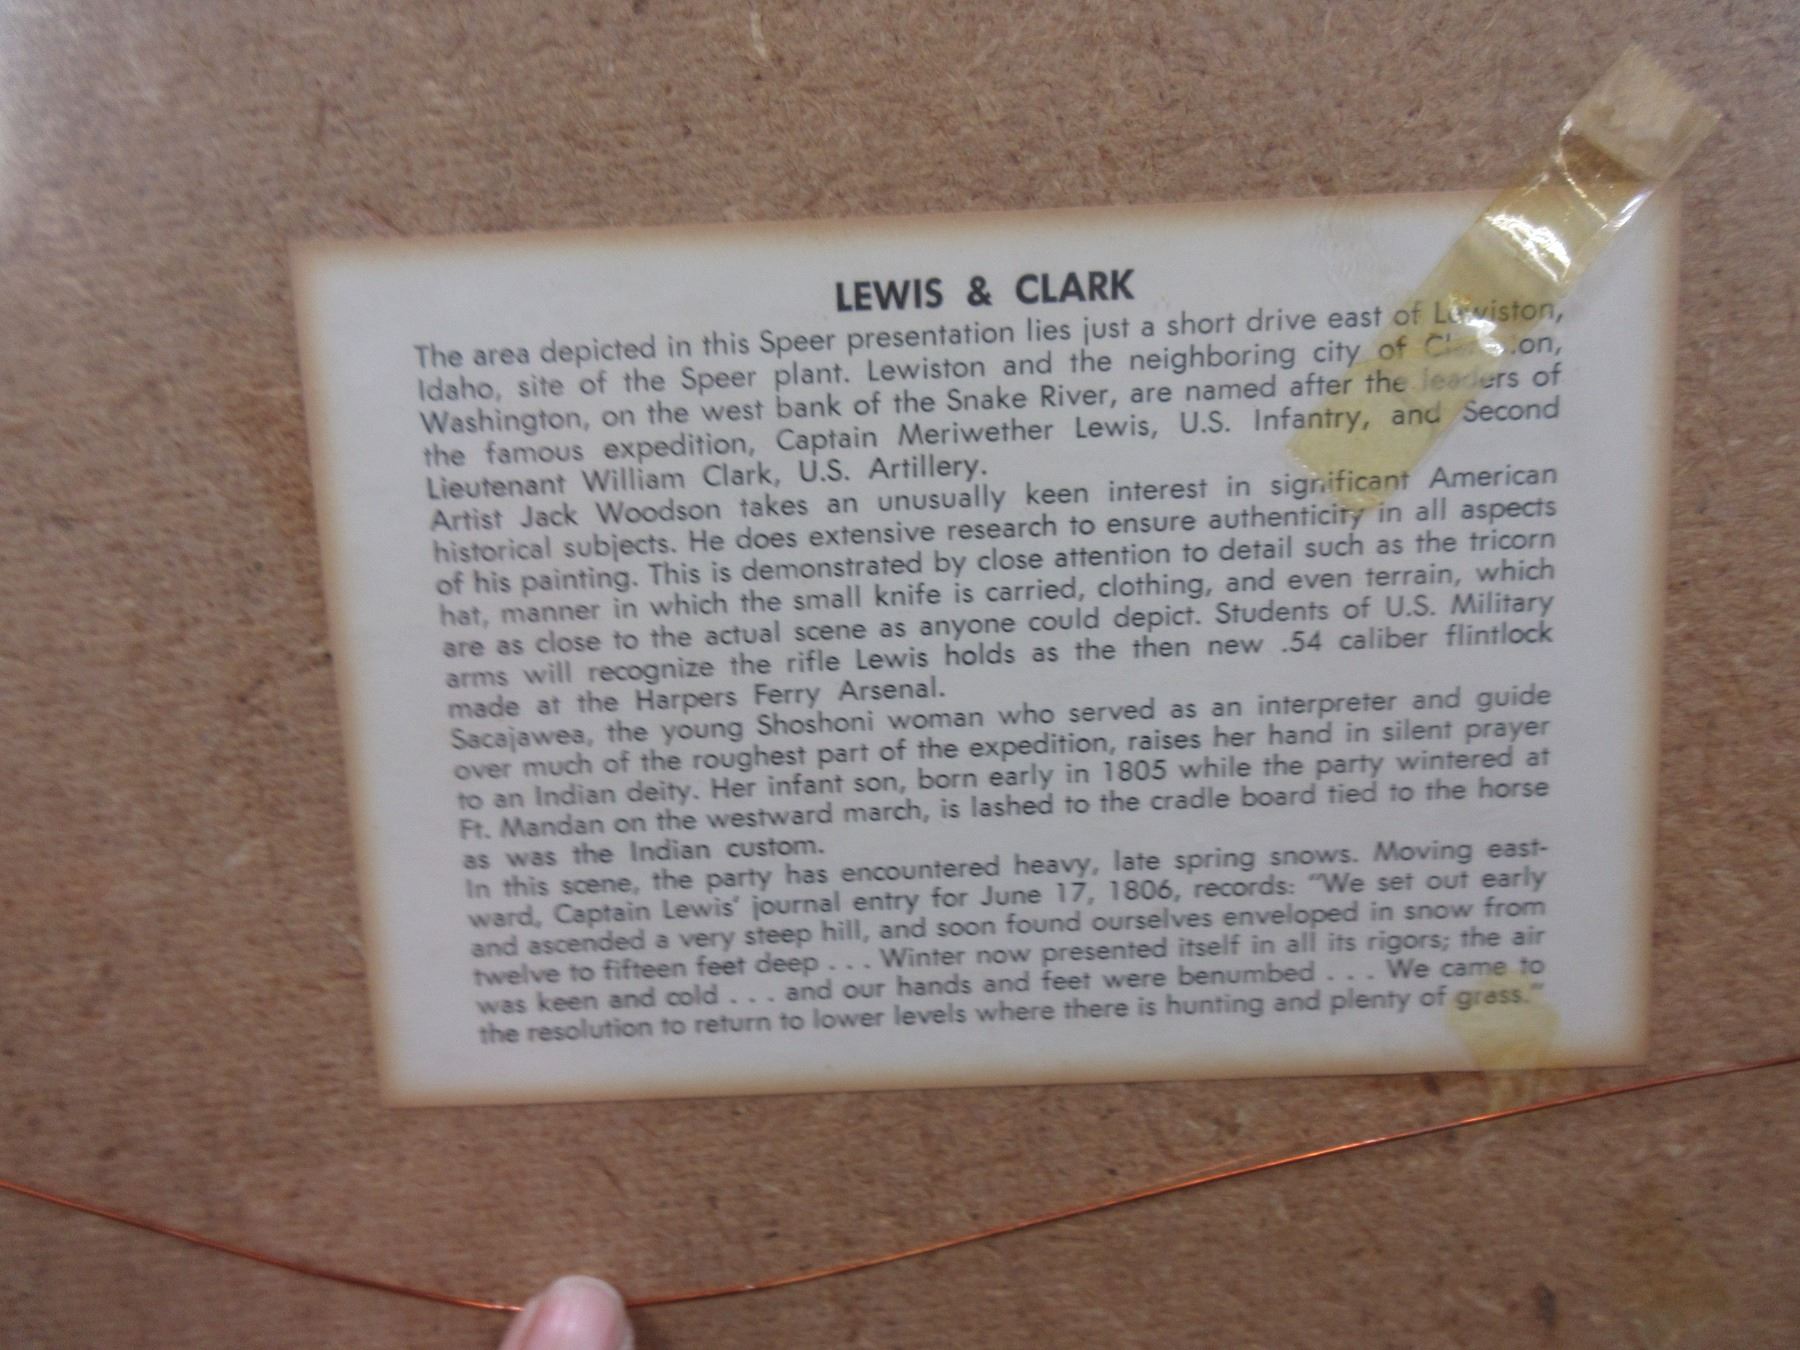 LEWIS & CLARK
The area depicted in this Speer presentation lies just a short drive east of Lewiston,
Idaho, site of the Speer plant. Lewiston and the neighboring city of
Washington, on the west bank of the Snake River, are named after the leaders of
the famous expedition, Captain Meriwether Lewis, U.S. Infantry, and Second
Lieutenant William Clark, U.S. Artillery.
Artist Jack Woodson takes an unusually keen interest in significant American
historical subjects. He does extensive research to ensure authenticity in all aspects
of his painting. This is demonstrated by close attention to detail such as the tricorn
hat, manner in which the small knife is carried, clothing, and even terrain, which
are as close to the actual scene as anyone could depict. Students of U.S. Military
arms will recognize the rifle Lewis holds as the then new .54 caliber flintlock
made at the Harpers Ferry Arsenal.
Sacajawea, the young Shoshoni woman who served as an interpreter and guide
over much of the roughest part of the expedition, raises her hand in silent prayer
to an Indian deity. Her infant son, born early in 1805 while the party wintered at
Ft. Mandan on the westward march, is lashed to the cradle board tied to the horse
as was the Indian custom.
In this scene, the party has encountered heavy, late spring snows. Moving east-
ward, Captain Lewis' journal entry for June 17, 1806, records: "We set out early
and ascended a very steep hill, and soon found ourselves enveloped in snow from
twelve to fifteen feet deep . . . Winter now presented itself in all its rigors; the air
was keen and cold . . . and our hands and feet were benumbed . . . We came to
the resolution to return to lower levels where there is hunting and plenty of grass."